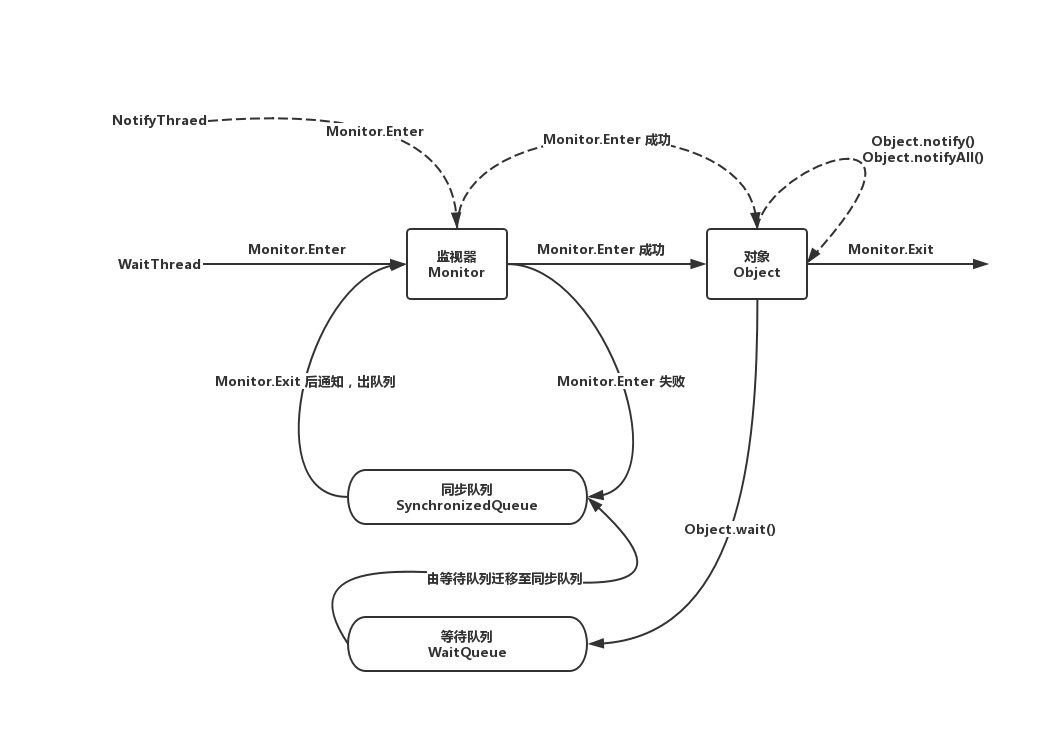 NotifyThraed
Monitor.Enter
Monitor.Enter 成功
Object.notify()
Object.notifyAll()
WaitThread
Monitor.Enter
监视器
Monitor
Monitor.Enter 成功
对象
Object
Monitor.Exit
Monitor.Exit 后通知，出队列
Monitor.Enter 失败
同步队列
SynchronizedQueue
Object.wait()
由等待队列迁移至同步队列
等待队列
WaitQueue